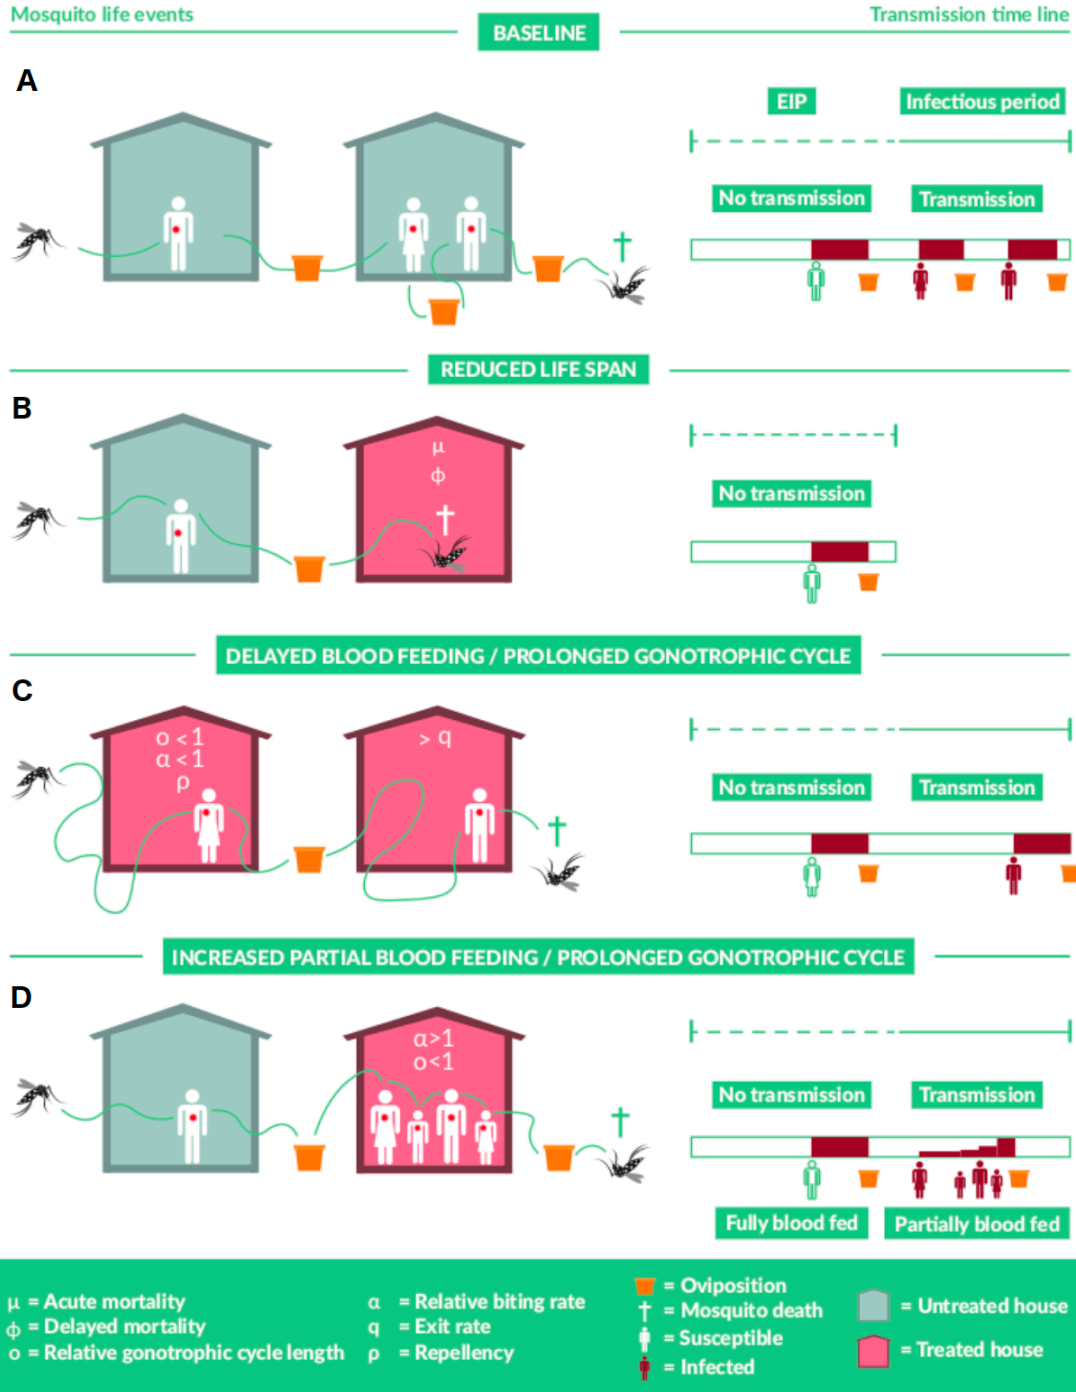 Mosquito life events
BASELINE
Transmission time line
A
EIP
Infectious period
No transmission
Transmission
REDUCED LIFE SPAN
B
μ
ϕ
No transmission
DELAYED BLOOD FEEDING / PROLONGED GONOTROPHIC CYCLE
C
o < 1
α < 1
ρ
> q
No transmission
Transmission
INCREASED PARTIAL BLOOD FEEDING / PROLONGED GONOTROPHIC CYCLE
D
α>1
o<1
No transmission
Transmission
Fully blood fed
Partially blood fed
μ = Acute mortality
ϕ = Delayed mortality
o = Relative gonotrophic cycle length
α = Relative biting rate
q = Exit rate
ρ = Repellency
= Oviposition
= Mosquito death
= Susceptible
= Infected
= Untreated house
= Treated house